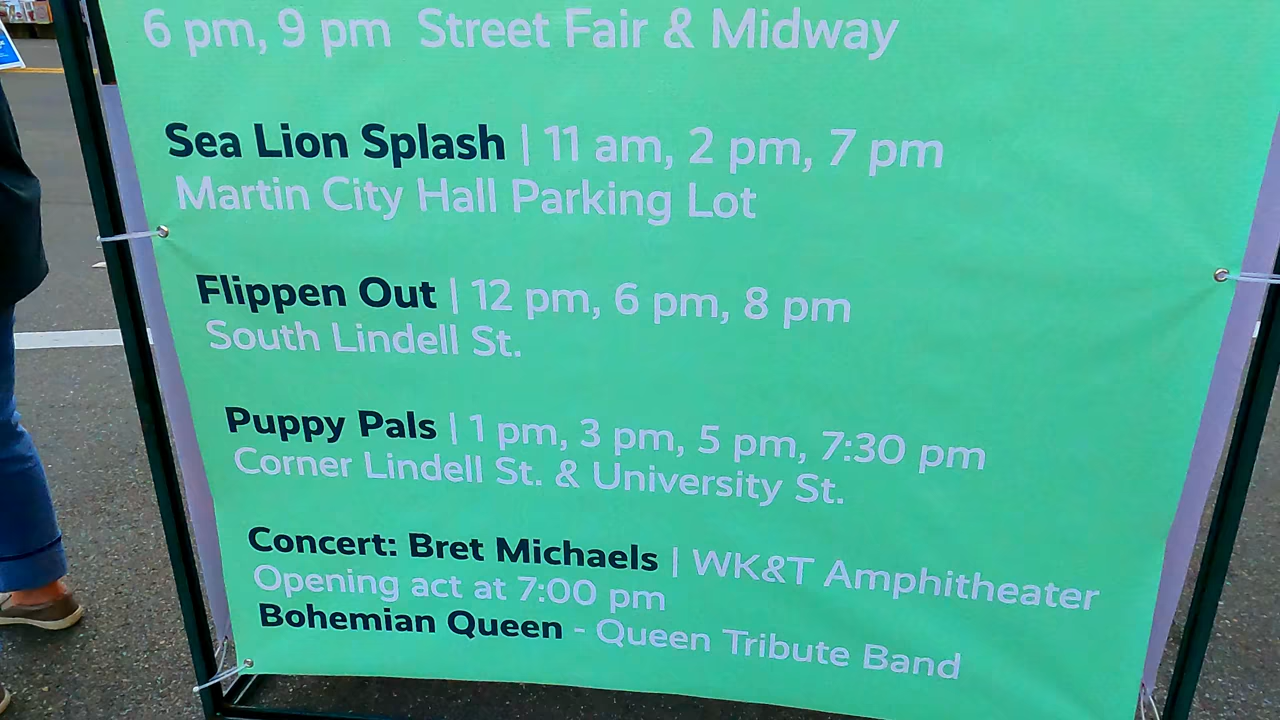 6 pm, 9 pm Street Fair & Midway
Sea Lion Splash | 11 am, 2 pm, 7 pm
Martin City Hall Parking Lot
Flippen Out | 12 pm, 6 pm, 8 pm
South Lindell St.
Puppy Pals | 1 pm, 3 pm, 5 pm, 7:30 pm
Corner Lindell St. & University St.
Concert: Bret Michaels | WK&T Amphitheater
Opening act at 7:00 pm
Bohemian Queen - Queen Tribute Band